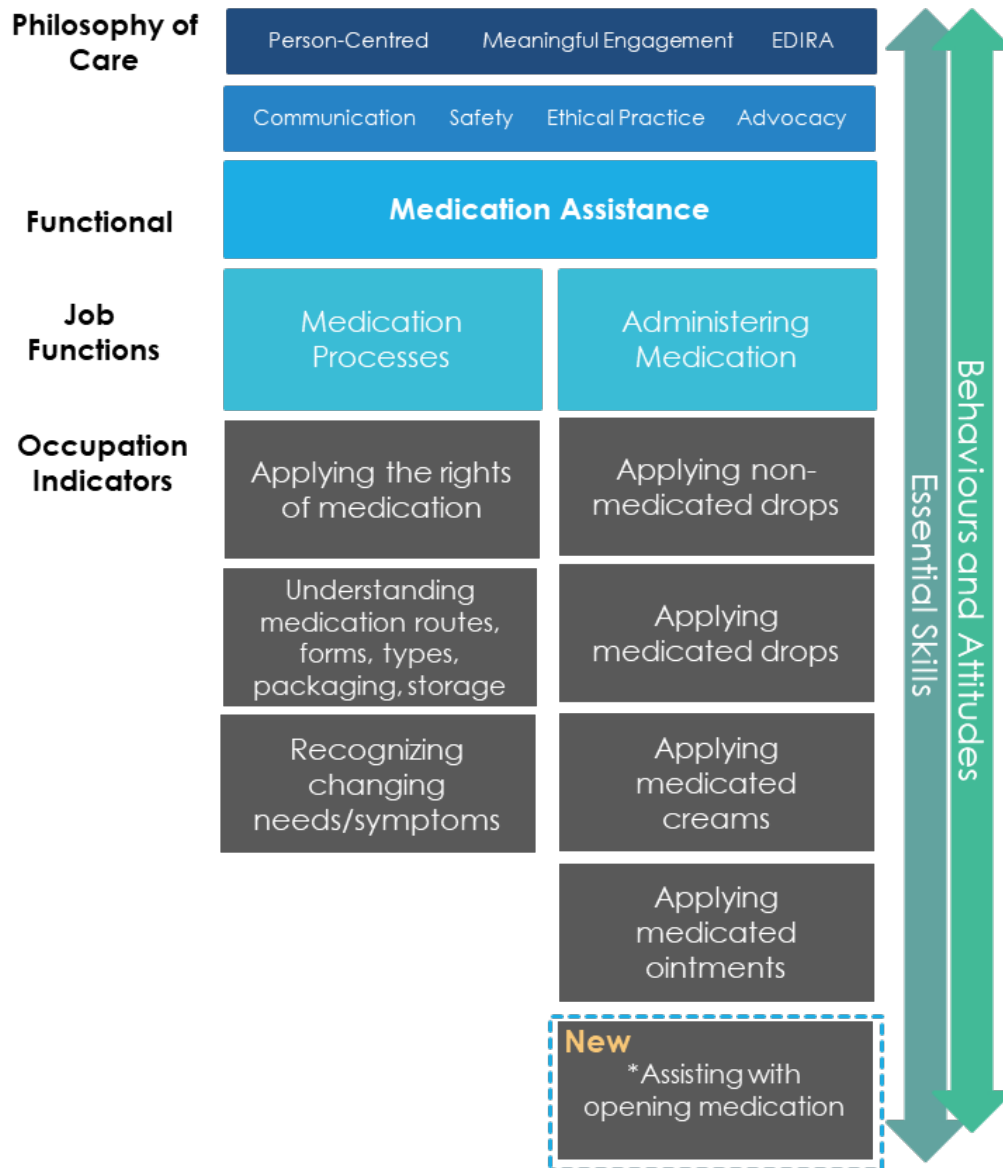 Philosophy of
Care
Person-Centred Meaningful Engagement EDIRA
Communication Safety Ethical Practice Advocacy
Functional
Medication Assistance
Job
Functions
Medication
Processes
Administering
Medication
Occupation
Indicators
Applying the rights
of medication
Applying non-
medicated drops
Understanding
medication routes,
forms, types,
packaging, storage
Applying
medicated drops
Recognizing
changing
needs/symptoms
Applying
medicated
creams
Applying
medicated
ointments
New
*Assisting with
opening medication
Essential Skills
Behaviours and Attitudes